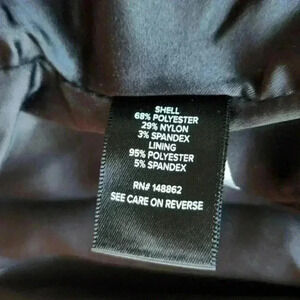 SHELL
68% POLYESTER
29% NYLON
3% SPANDEX
LINING
95% POLYESTER
5% SPANDEX
RN# 148862
SEE CARE ON REVERSE